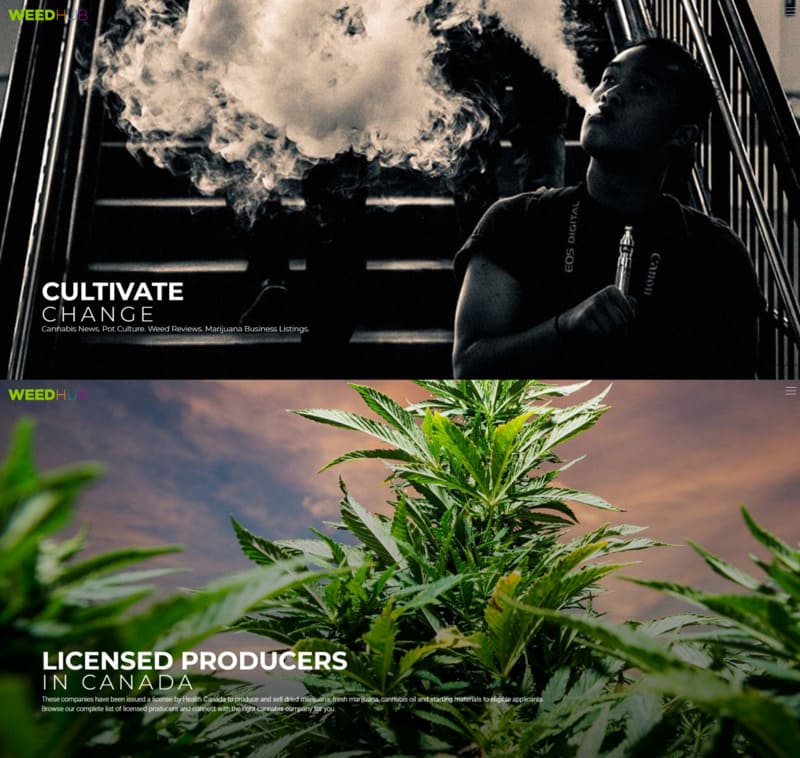 WEEDHUB
EOS DIGITAL
Canon
CULTIVATE
CHANGE
Cannabis News. Pot Culture. Weed Reviews. Marijuana Business Listings.
WEEDHUB
LICENSED PRODUCERS
IN CANADA
These companies have been issued a license by Health Canada to produce and sell dried marijuana, fresh marijuana, cannabis oil and starting materials to eligible applicants.
Browse our complete list of licensed producers and connect with the right cannabis company for you.